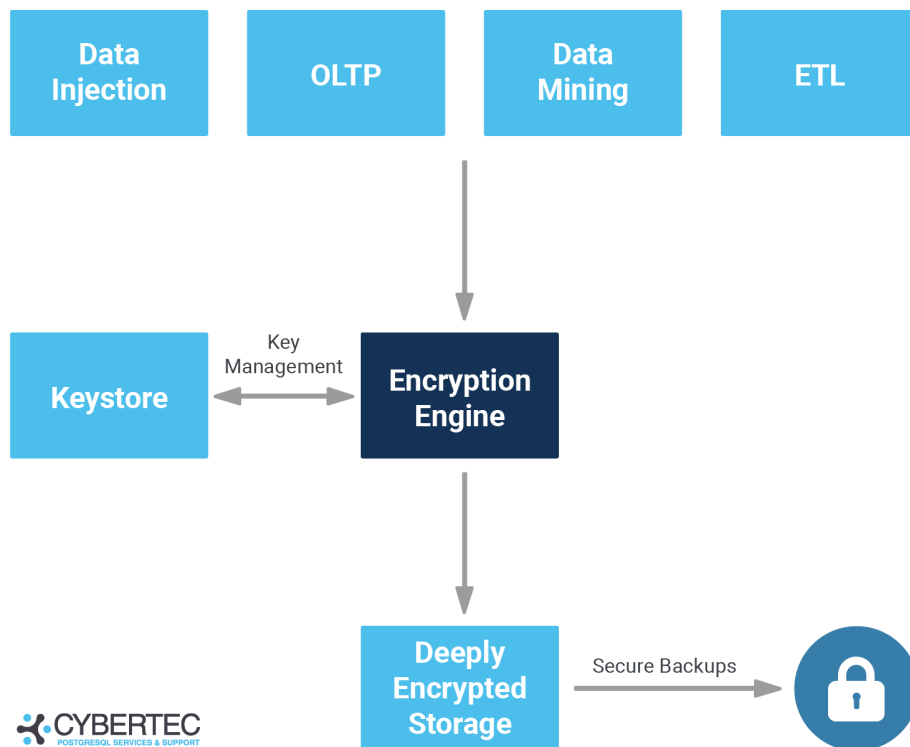 Data
Injection
OLTP
Data
Mining
ETL
Keystore
Key
Management
Encryption
Engine
Deeply
Encrypted
Storage
Secure Backups
CYBERTEC
POSTGRESQL SERVICES & SUPPORT